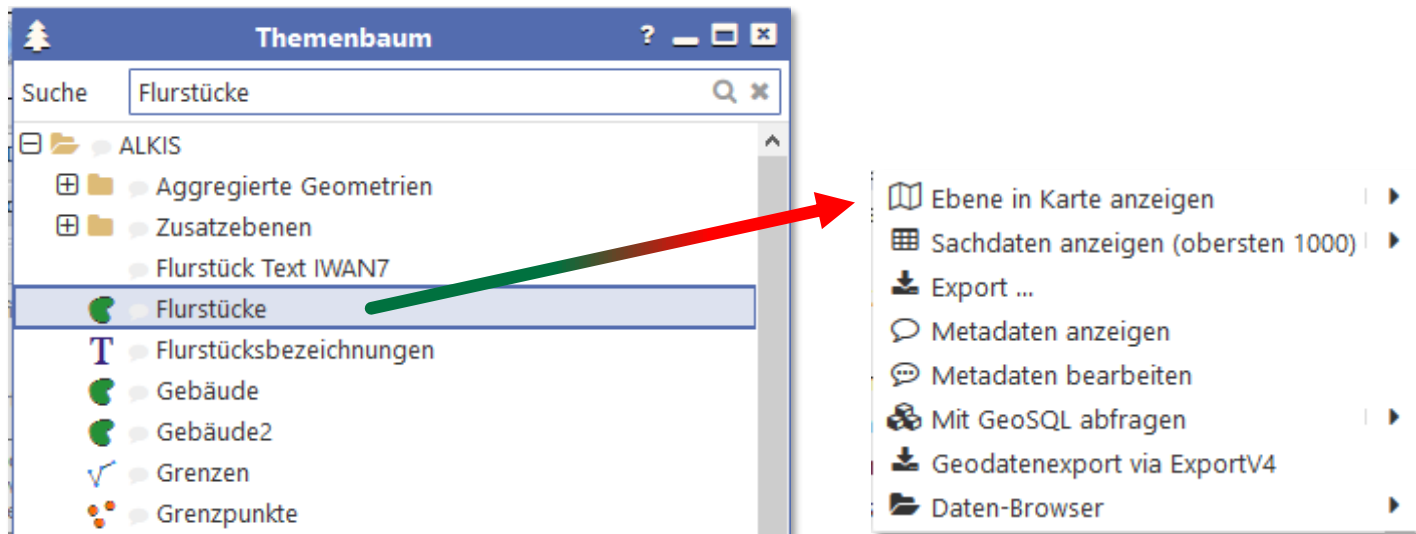 Themenbaum ?
Suche Flurstücke
ALKIS
Aggregierte Geometrien
Zusatzebenen
Flurstück Text IWAN7
Flurstücke
T Flurstücksbezeichnungen
Gebäude
Gebäude2
Grenzen
Grenzpunkte
Ebene in Karte anzeigen
Sachdaten anzeigen (obersten 1000)
Export ...
Metadaten anzeigen
Metadaten bearbeiten
Mit GeoSQL abfragen
Geodatenexport via ExportV4
Daten-Browser